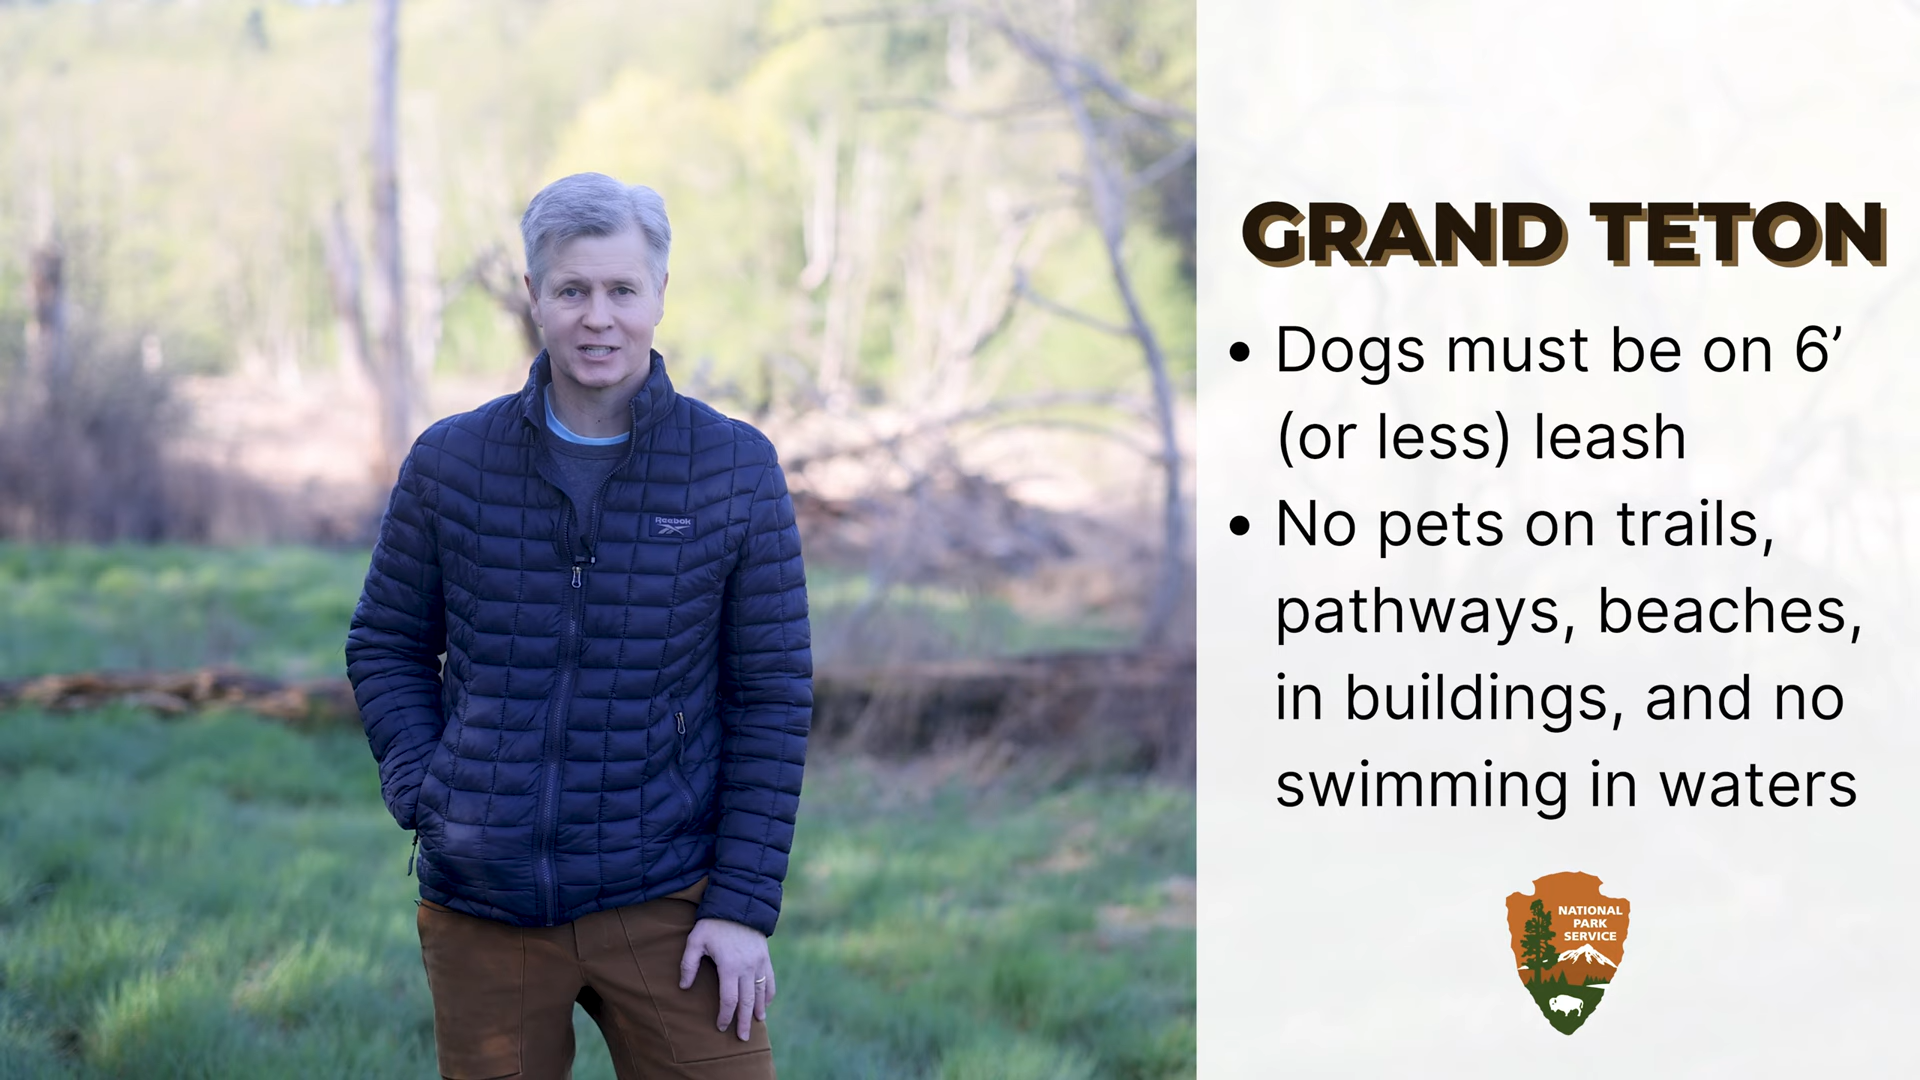 GRAND TETON
• Dogs must be on 6’
(or less) leash
• No pets on trails,
pathways, beaches,
in buildings, and no
swimming in waters
Reebok
NATIONAL
PARK
SERVICE